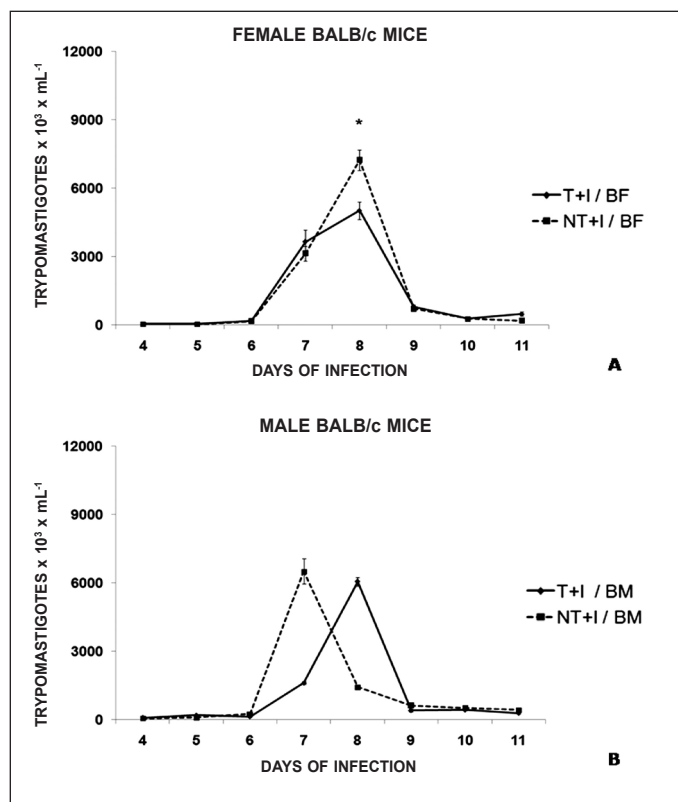 FEMALE BALB/c MICE
TRYPOMASTIGOTES x 10³ x mL⁻¹
12000
9000
6000
3000
0
*
T+I / BF
NT+I / BF
4 5 6 7 8 9 10 11
DAYS OF INFECTION
A
MALE BALB/c MICE
TRYPOMASTIGOTES x 10³ x mL⁻¹
12000
9000
6000
3000
0
T+I / BM
NT+I / BM
4 5 6 7 8 9 10 11
DAYS OF INFECTION
B